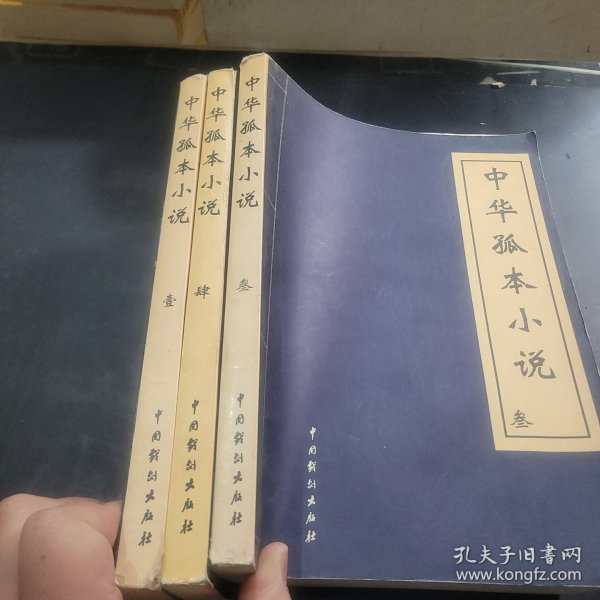 中华孤本小说
壹
中国戏剧出版社
中华孤本小说
肆
中国戏剧出版社
中华孤本小说
叁
中国戏剧出版社
中华孤本小说
叁
中国戏剧出版社
孔夫子旧书网
www.kongfz.com